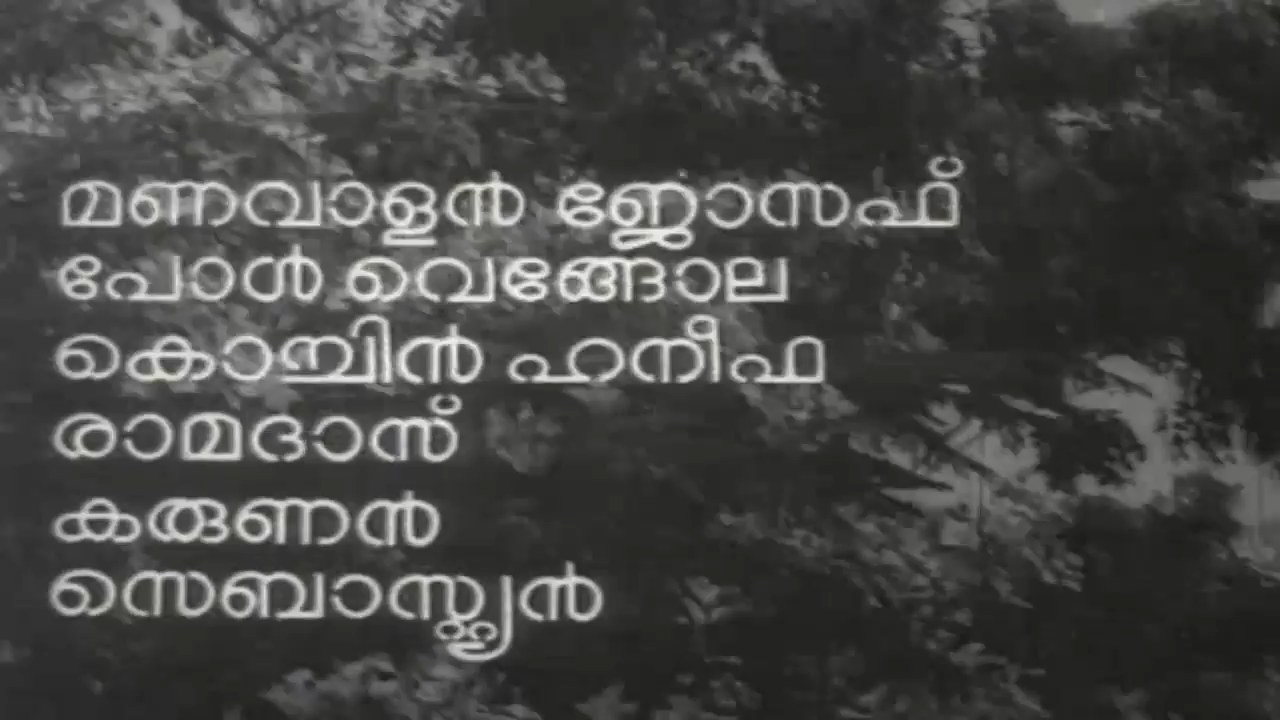 മണവാളൻ ജോസഫ്
പോൾ വെങ്ങോല
കൊച്ചിൻ ഹനീഫ
രാമദാസ്
കരുണൻ
സെബാസ്റ്റ്യൻ